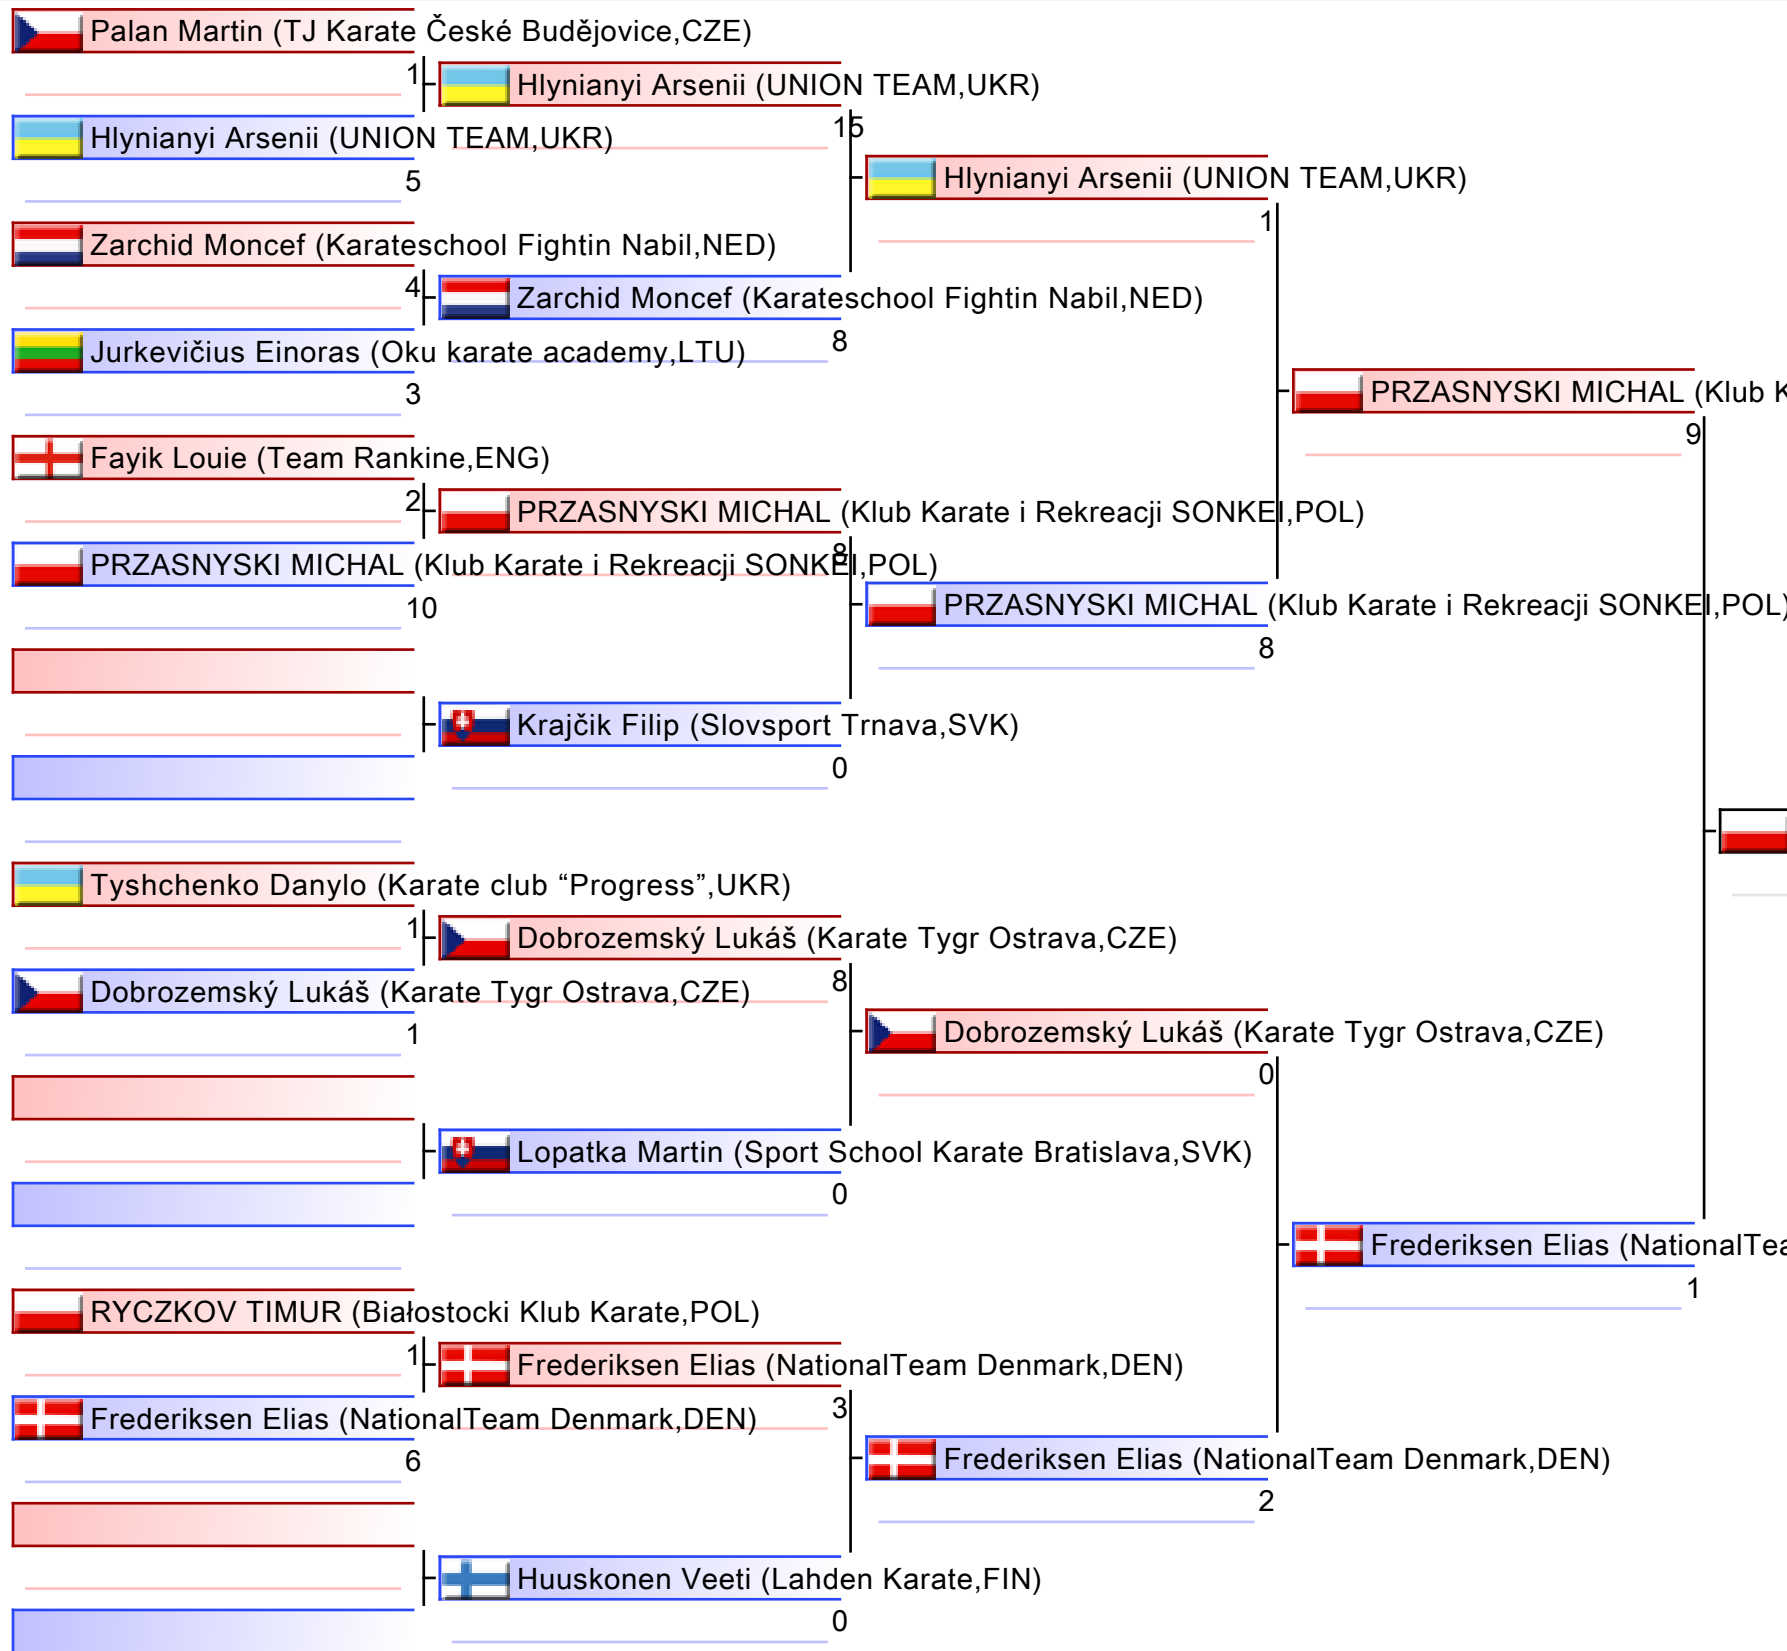 Palan Martin (TJ Karate České Budějovice,CZE)
1
Hlynianyi Arsenii (UNION TEAM,UKR)
15
Hlynianyi Arsenii (UNION TEAM,UKR)
5
Hlynianyi Arsenii (UNION TEAM,UKR)
1
Zarchid Moncef (Karateschool Fightin Nabil,NED)
4
Zarchid Moncef (Karateschool Fightin Nabil,NED)
8
Jurkevičius Einoras (Oku karate academy,LTU)
3
PRZASNYSKI MICHAL (Klub K
9
Fayik Louie (Team Rankine,ENG)
2
PRZASNYSKI MICHAL (Klub Karate i Rekreacji SONKEI,POL)
8
PRZASNYSKI MICHAL (Klub Karate i Rekreacji SONKEI,POL)
10
PRZASNYSKI MICHAL (Klub Karate i Rekreacji SONKEI,POL)
8
Krajčik Filip (Slovsport Trnava,SVK)
0
Tyshchenko Danylo (Karate club “Progress”,UKR)
1
Dobrozemský Lukáš (Karate Tygr Ostrava,CZE)
8
Dobrozemský Lukáš (Karate Tygr Ostrava,CZE)
1
Dobrozemský Lukáš (Karate Tygr Ostrava,CZE)
0
Lopatka Martin (Sport School Karate Bratislava,SVK)
0
Frederiksen Elias (NationalTea
1
RYCZKOV TIMUR (Białostocki Klub Karate,POL)
1
Frederiksen Elias (NationalTeam Denmark,DEN)
3
Frederiksen Elias (NationalTeam Denmark,DEN)
6
Frederiksen Elias (NationalTeam Denmark,DEN)
2
Huuskonen Veeti (Lahden Karate,FIN)
0